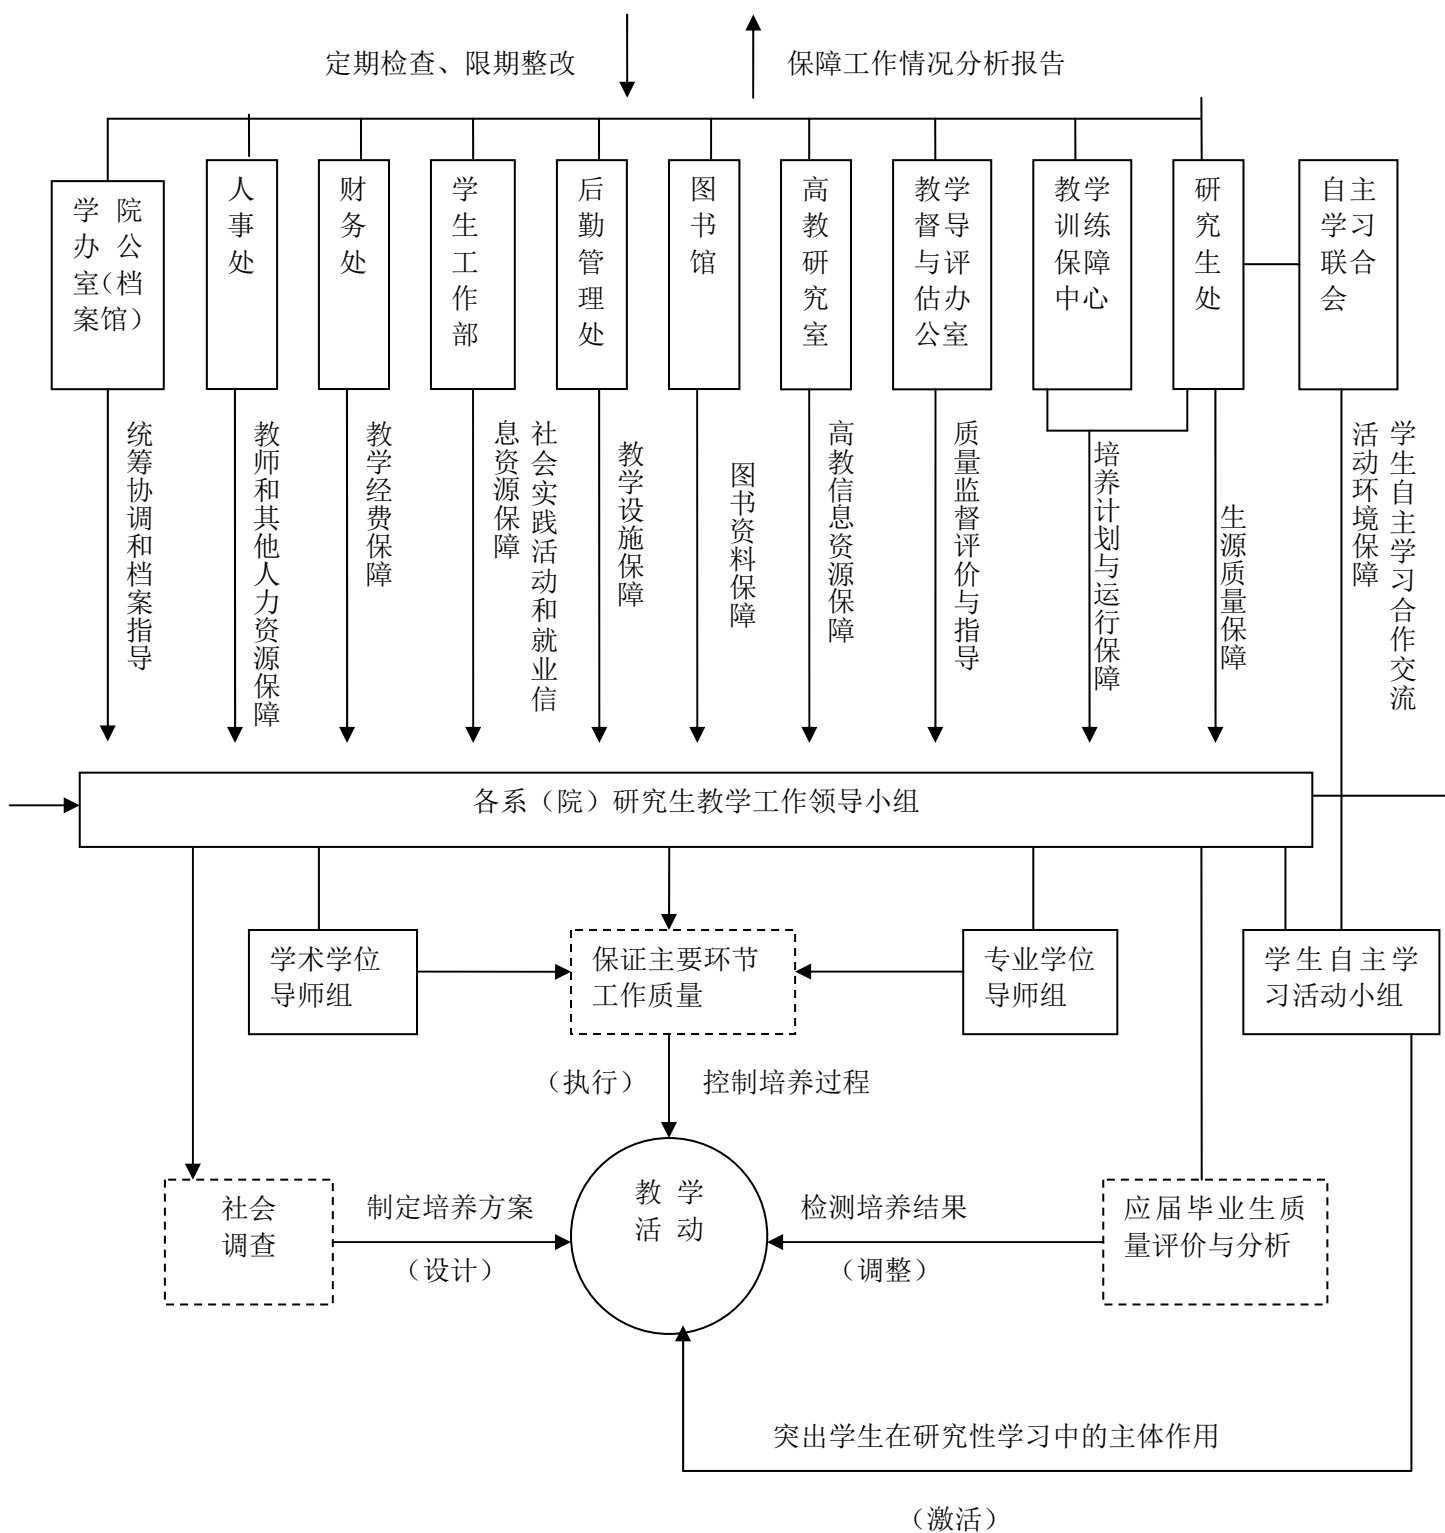 定期检查、限期整改
保障工作情况分析报告
学 院
办 公
室（档
案馆）
人
事
处
财
务
处
学
生
工
作
部
后
勤
管
理
处
图
书
馆
高
教
研
究
室
教学
督导
与评
估办
公室
教学
训练
保障
中心
研
究
生
处
自主
学习
联合
会
统筹协调和档案指导
教师和其他人力资源保障
教学经费保障
社会实践活动和就业信
息资源保障
教学设施保障
图书资料保障
高教信息资源保障
质量监督评价与指导
培养计划与运行保障
生源质量保障
学生自主学习合作交流
活动环境保障
各系（院）研究生教学工作领导小组
学术学位
导师组
保证主要环节
工作质量
专业学位
导师组
学生自主学
习活动小组
（执行）
控制培养过程
社会
调查
制定培养方案
（设计）
教 学
活 动
检测培养结果
（调整）
应届毕业生质
量评价与分析
突出学生在研究性学习中的主体作用
（激活）